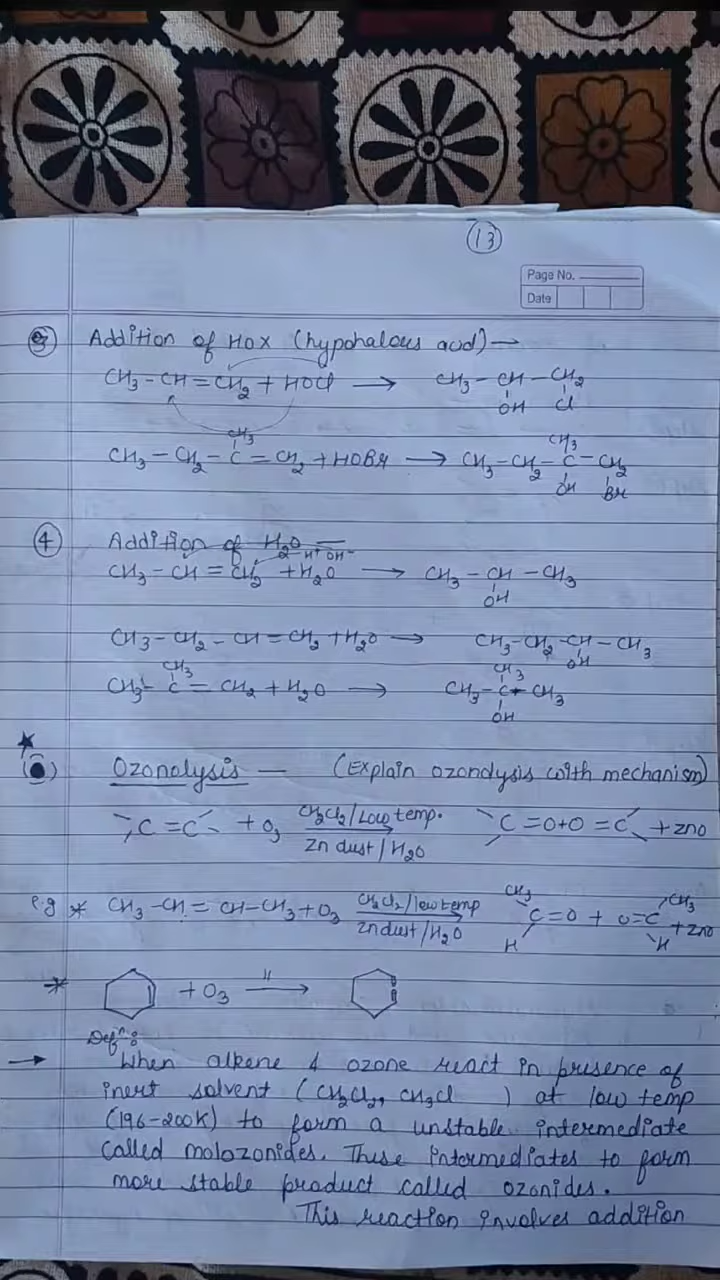 (13)
Page No.
Date
(3) Addition of HOX (hypohalous acid) →
CH3 - CH = CH2 + HOCl → CH3 - CH - CH2
OH Cl
CH3
CH3
CH3 - CH2 - C = CH2 + HOBr → CH3 - CH2 - C - CH2
OH Br
(4) Addition of H2O —
H+ OH-
CH3 - CH = CH2 + H2O → CH3 - CH - CH3
OH
CH3 - CH2 - CH = CH2 + H2O → CH3 - CH2 - CH - CH3
OH
CH3
CH3
CH3 - C = CH2 + H2O → CH3 - C - CH3
OH
Ozonolysis — (Explain ozonolysis with mechanism)
C = C + O3 CH2Cl2 / Low temp. → C = O + O = C + ZnO
Zn dust / H2O
e.g * CH3 - CH = CH - CH3 + O3 CH2Cl2 / low temp → CH3 C = O + O = C CH3 + ZnO
Zn dust / H2O
H H
* + O3 —"→
Defn :
→ When alkene & ozone react in presence of
inert solvent (CH2Cl2, CH3Cl ) at low temp
(196-200K) to form a unstable intermediate
called molozonides. These intermediates to form
more stable product called ozonides.
This reaction involves addition